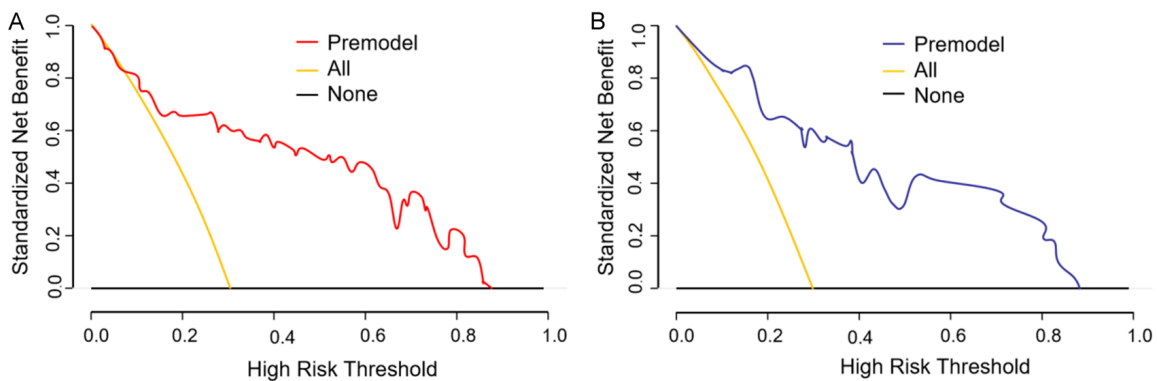 A
Standardized Net Benefit
1.0
0.8
0.6
0.4
0.2
0.0
Premodel
All
None
0.0 0.2 0.4 0.6 0.8 1.0
High Risk Threshold
B
Standardized Net Benefit
1.0
0.8
0.6
0.4
0.2
0.0
Premodel
All
None
0.0 0.2 0.4 0.6 0.8 1.0
High Risk Threshold